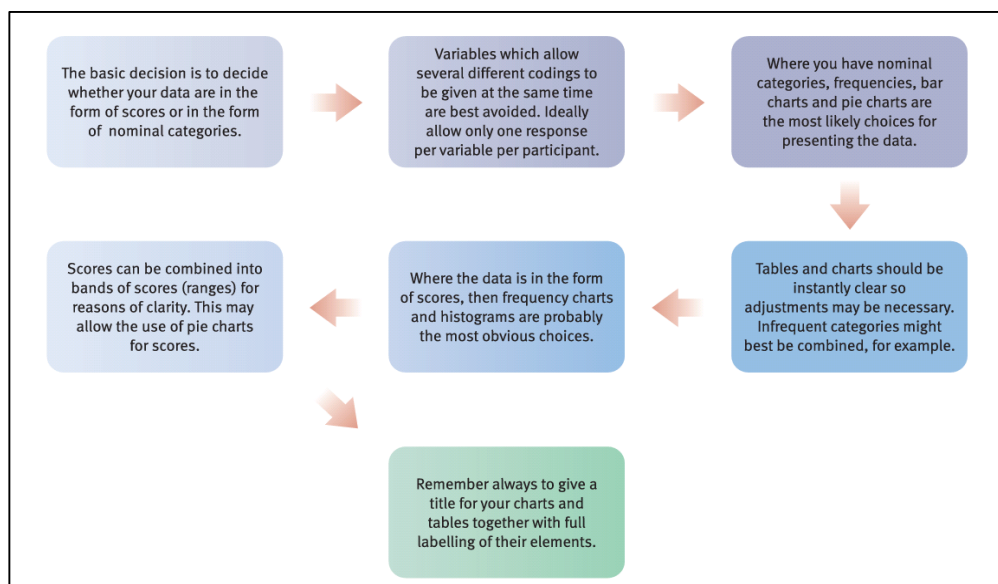 The basic decision is to decide
whether your data are in the
form of scores or in the form
of nominal categories.
Variables which allow
several different codings to
be given at the same time
are best avoided. Ideally
allow only one response
per variable per participant.
Where you have nominal
categories, frequencies, bar
charts and pie charts are
the most likely choices for
presenting the data.
Tables and charts should be
instantly clear so
adjustments may be necessary.
Infrequent categories might
best be combined, for example.
Where the data is in the form
of scores, then frequency charts
and histograms are probably
the most obvious choices.
Scores can be combined into
bands of scores (ranges) for
reasons of clarity. This may
allow the use of pie charts
for scores.
Remember always to give a
title for your charts and
tables together with full
labelling of their elements.